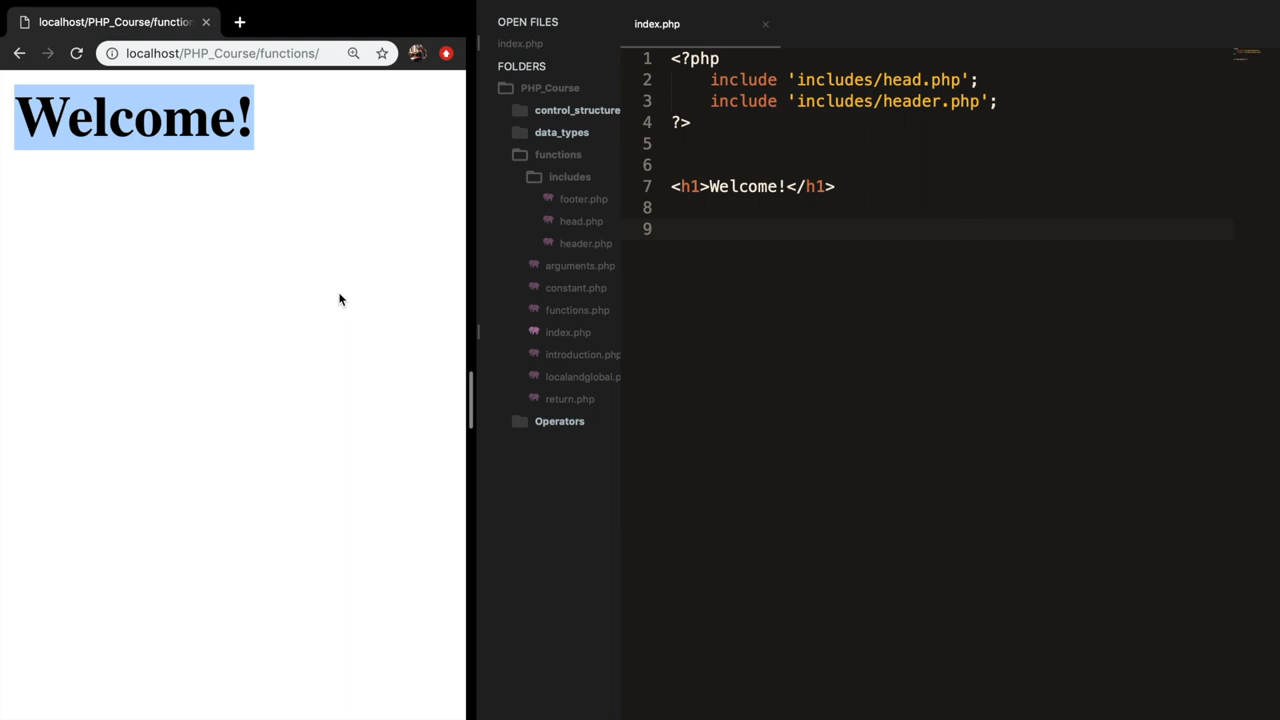 localhost/PHP_Course/function
localhost/PHP_Course/functions/
Welcome!
OPEN FILES
index.php
FOLDERS
PHP_Course
control_structure
data_types
functions
includes
footer.php
head.php
header.php
arguments.php
constant.php
functions.php
index.php
introduction.php
localandglobal.p
return.php
Operators
index.php
1 <?php
2 include 'includes/head.php';
3 include 'includes/header.php';
4 ?>
5
6
7 <h1>Welcome!</h1>
8
9